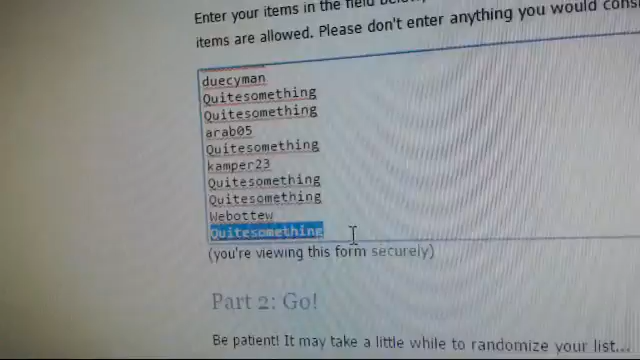 Enter your items in the field
items are allowed. Please don't enter anything you would
duecyman
Quitesomething
Quitesomething
arab05
Quitesomething
kamper23
Quitesomething
Quitesomething
Webottew
Quitesomething
(you're viewing this form securely)
Part 2: Go!
Be patient! It may take a little while to randomize your list...